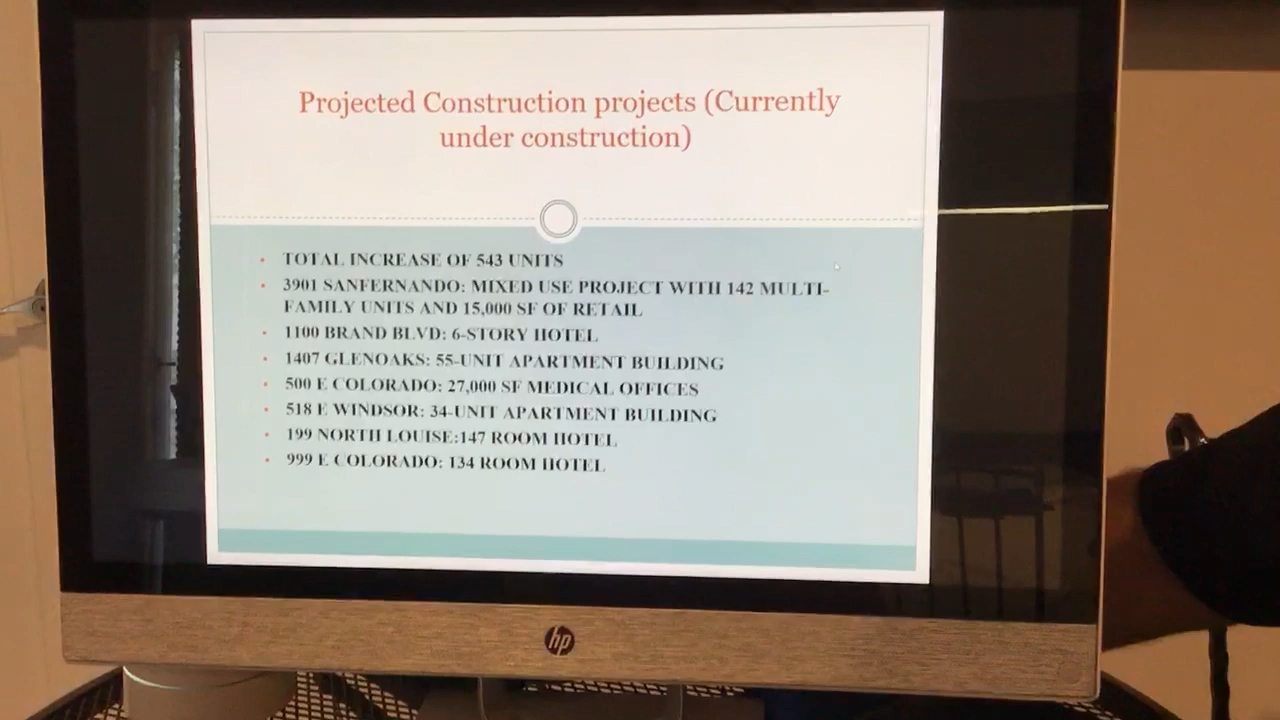 Projected Construction projects (Currently
under construction)
• TOTAL INCREASE OF 543 UNITS
• 3901 SANFERNANDO: MIXED USE PROJECT WITH 142 MULTI-
FAMILY UNITS AND 15,000 SF OF RETAIL
• 1100 BRAND BLVD: 6-STORY HOTEL
• 1407 GLENOAKS: 55-UNIT APARTMENT BUILDING
• 500 E COLORADO: 27,000 SF MEDICAL OFFICES
• 518 E WINDSOR: 34-UNIT APARTMENT BUILDING
• 199 NORTH LOUISE:147 ROOM HOTEL
• 999 E COLORADO: 134 ROOM HOTEL
hp